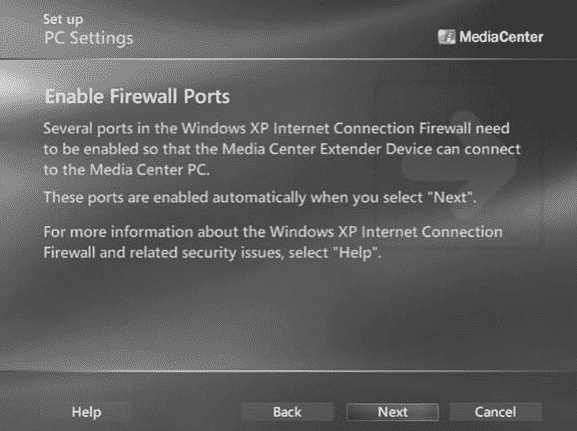 Set up
PC Settings
MediaCenter
Enable Firewall Ports
Several ports in the Windows XP Internet Connection Firewall need
to be enabled so that the Media Center Extender Device can connect
to the Media Center PC.
These ports are enabled automatically when you select "Next".
For more information about the Windows XP Internet Connection
Firewall and related security issues, select "Help".
Help Back Next Cancel